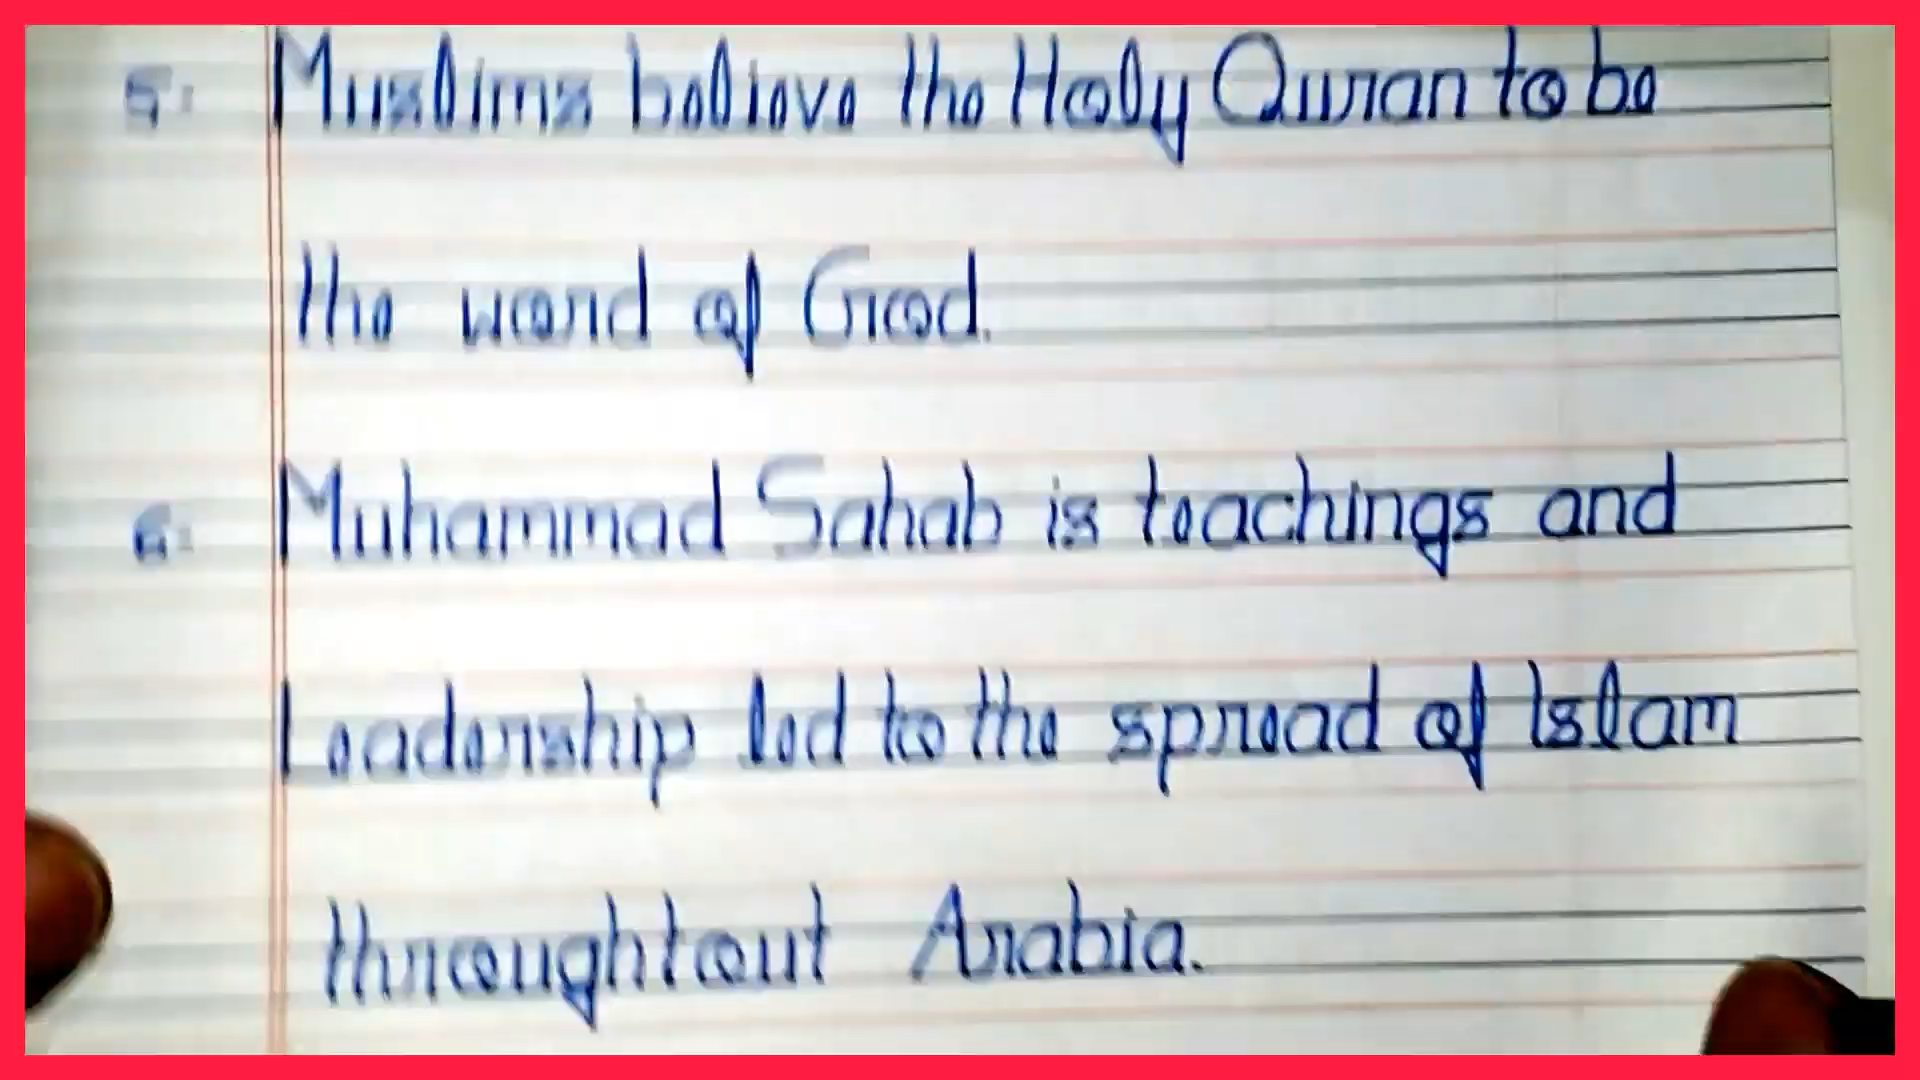 5: Muslims believe the Holy Quran to be
the word of God.
6: Muhammad Sahab is teachings and
Leadership led to the spread of Islam
throughtout Arabia.